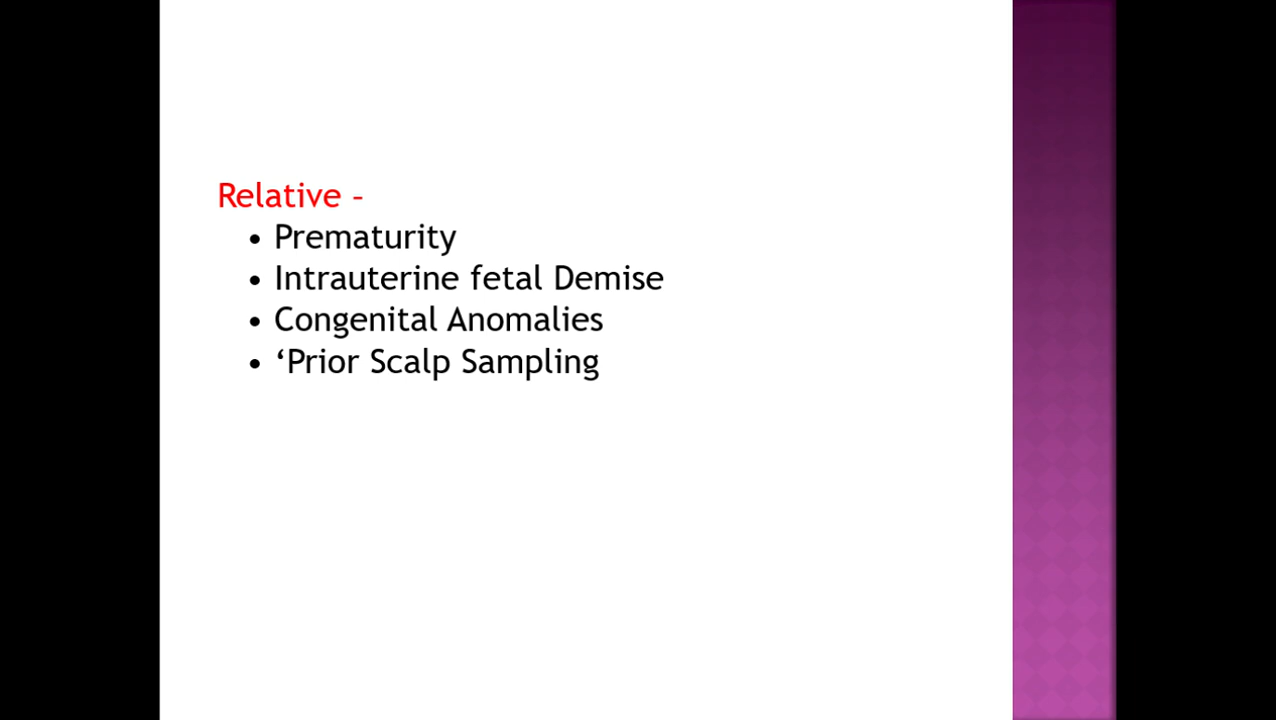 Relative -
• Prematurity
• Intrauterine fetal Demise
• Congenital Anomalies
• ‘Prior Scalp Sampling